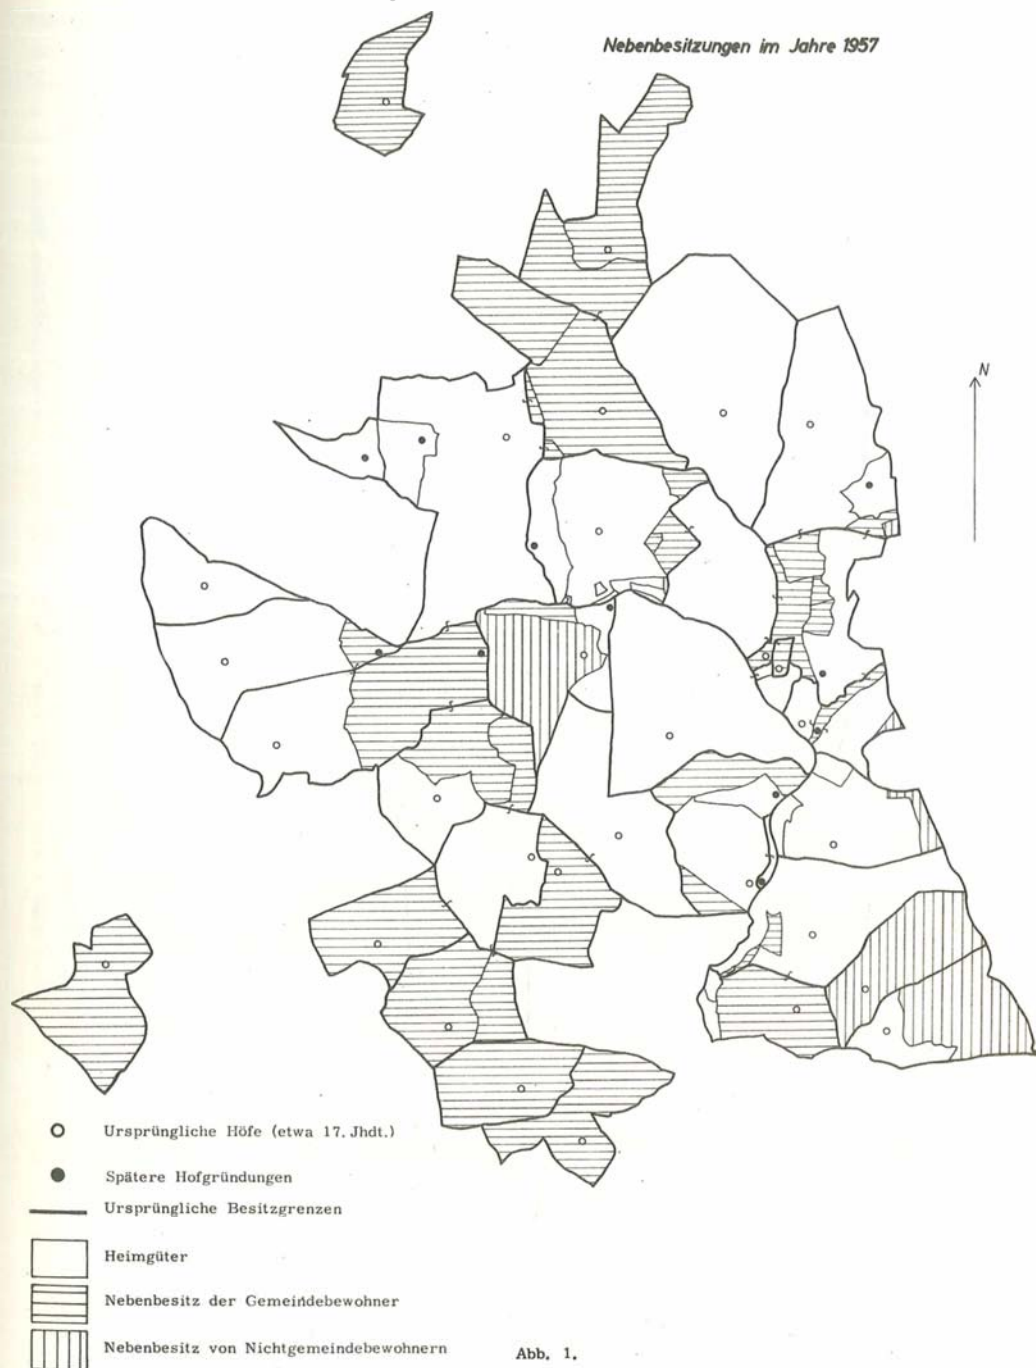 Nebenbesitzungen im Jahre 1957
N
Ursprüngliche Höfe (etwa 17. Jhdt.)
Spätere Hofgründungen
Ursprüngliche Besitzgrenzen
Heimgüter
Nebenbesitz der Gemeindebewohner
Nebenbesitz von Nichtgemeindebewohnern
Abb. 1.